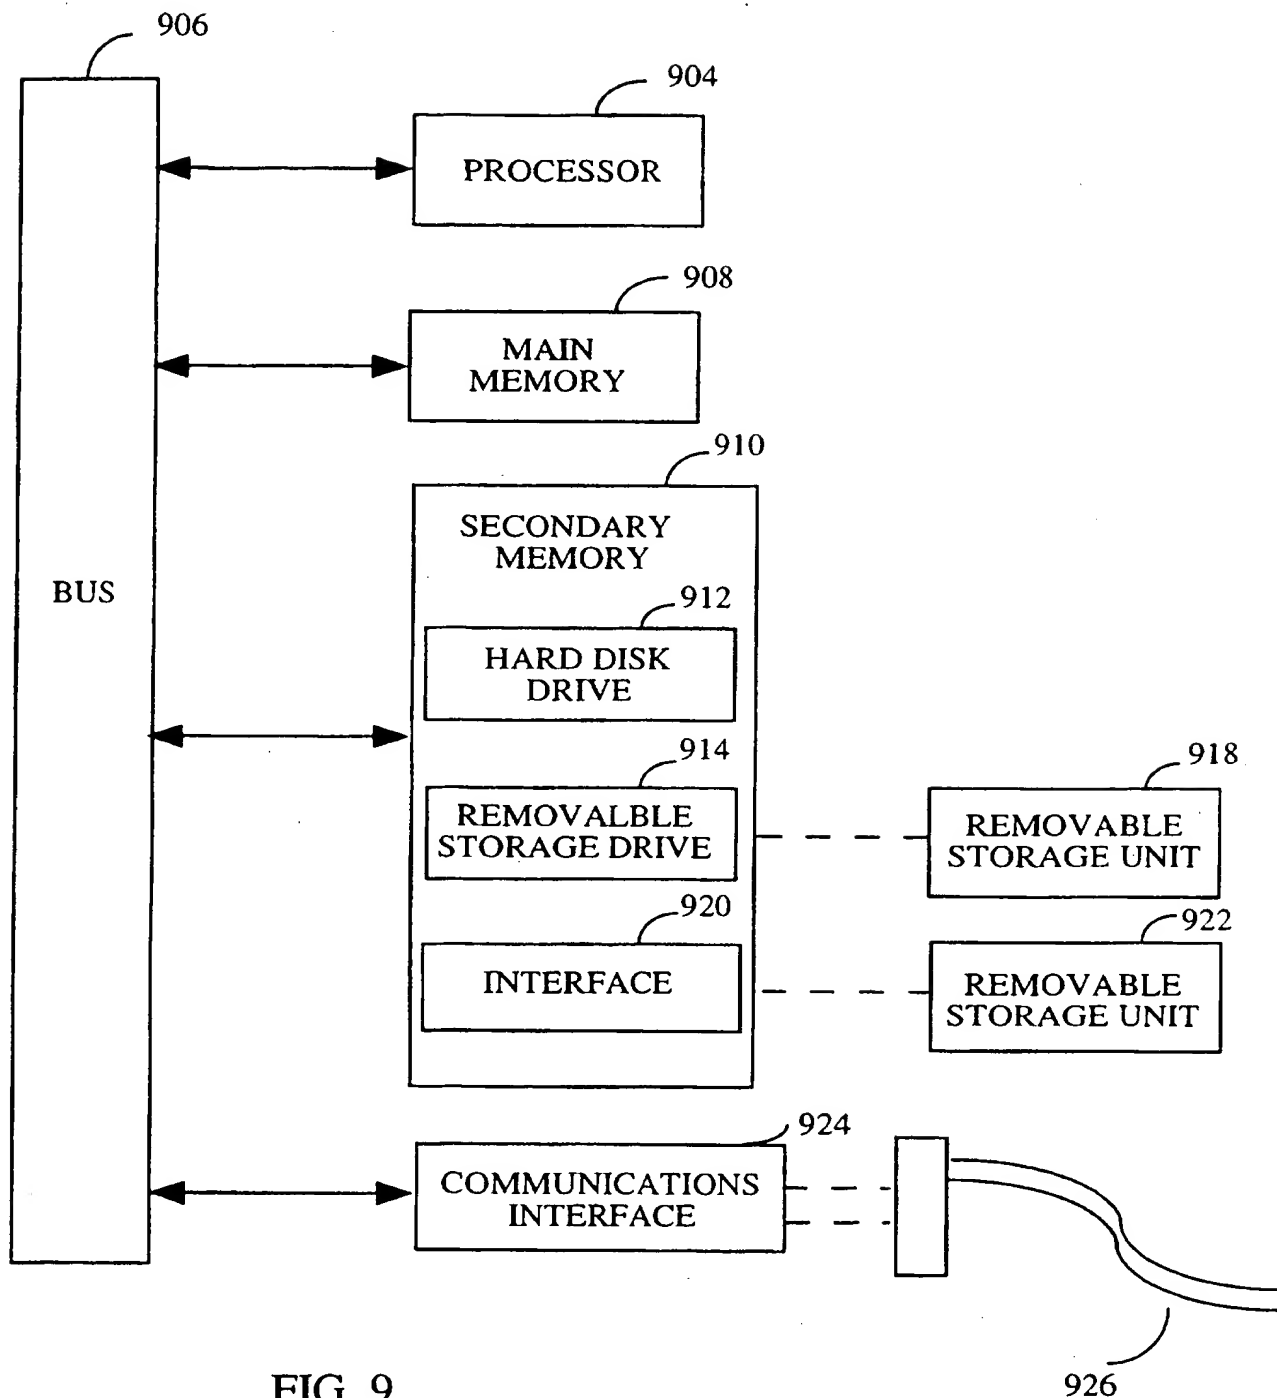 906
904
PROCESSOR
908
MAIN
MEMORY
910
SECONDARY
MEMORY
BUS
912
HARD DISK
DRIVE
914
REMOVALBLE
STORAGE DRIVE
918
REMOVABLE
STORAGE UNIT
920
INTERFACE
922
REMOVABLE
STORAGE UNIT
924
COMMUNICATIONS
INTERFACE
926
FIG. 9